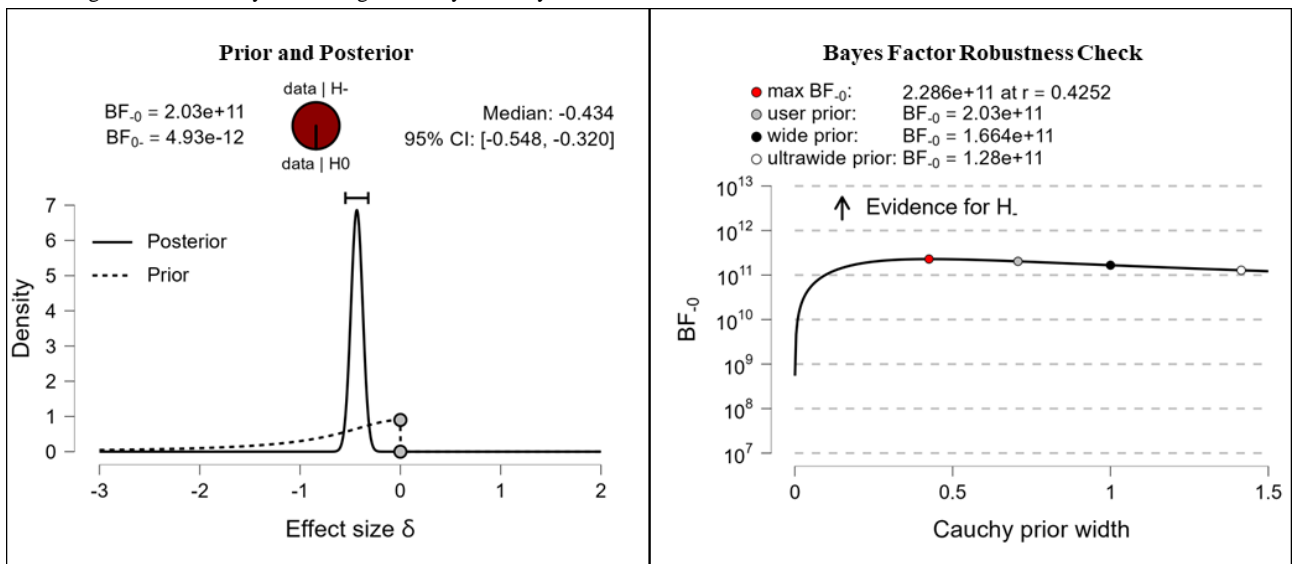 Prior and Posterior
data | H-
BF-0 = 2.03e+11
BF0- = 4.93e-12
Median: -0.434
95% CI: [-0.548, -0.320]
data | H0
7
6
5
4
3
2
1
0
Density
Posterior
Prior
-3
-2
-1
0
1
2
Effect size δ
Bayes Factor Robustness Check
max BF-0: 2.286e+11 at r = 0.4252
user prior: BF-0 = 2.03e+11
wide prior: BF-0 = 1.664e+11
ultrawide prior: BF-0 = 1.28e+11
10^13
10^12
10^11
10^10
10^9
10^8
10^7
BF-0
Evidence for H-
0
0.5
1
1.5
Cauchy prior width